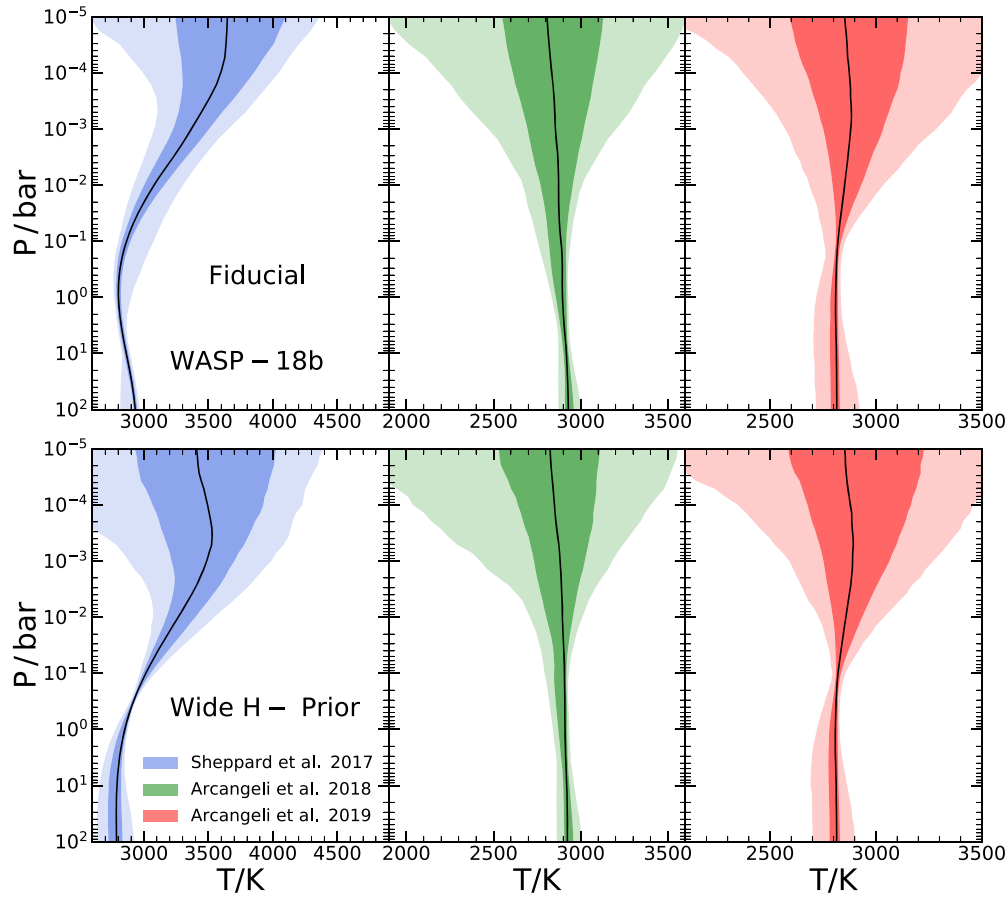 10⁻⁵
10⁻⁴
10⁻³
10⁻²
10⁻¹
10⁰
10¹
10²
P/bar
Fiducial
WASP − 18b
3000 3500 4000 4500
2000 2500 3000 3500
2500 3000 3500
10⁻⁵
10⁻⁴
10⁻³
10⁻²
10⁻¹
10⁰
10¹
10²
P/bar
Wide H − Prior
Sheppard et al. 2017
Arcangeli et al. 2018
Arcangeli et al. 2019
3000 3500 4000 4500
2000 2500 3000 3500
2500 3000 3500
T/K T/K T/K